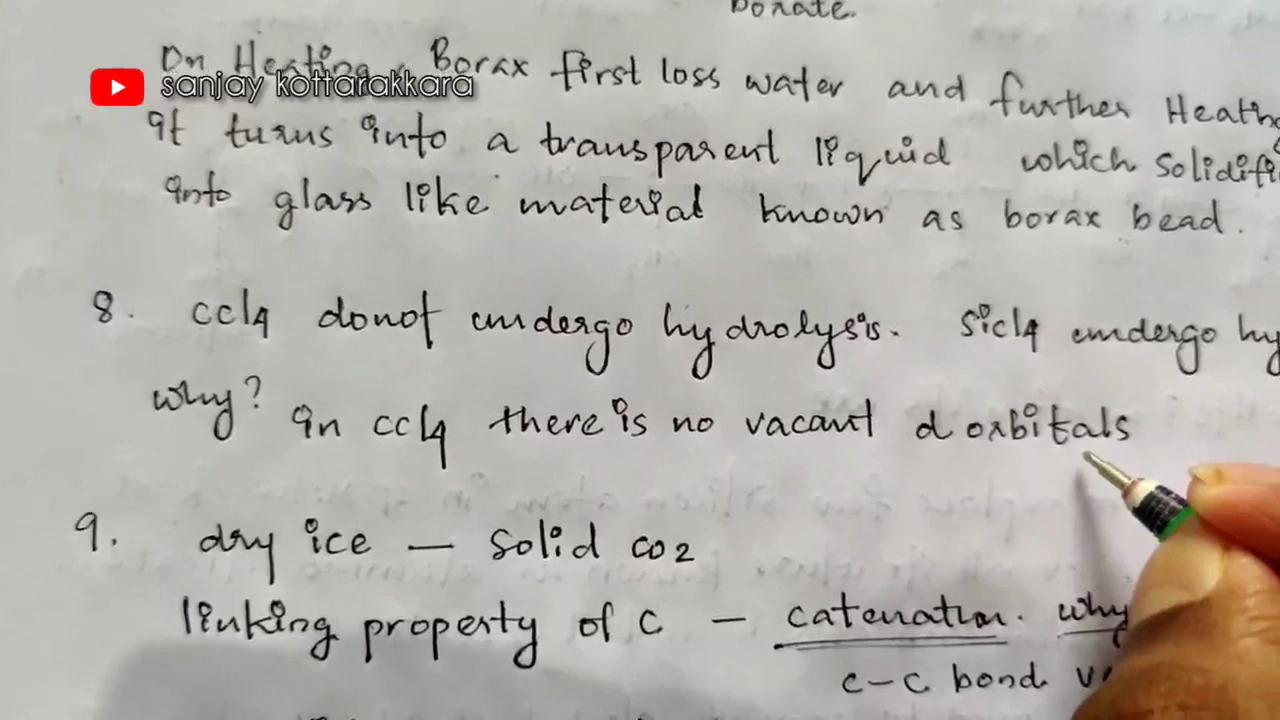 Borate.
On Heating, Borax first loss water and further Heating
sanjay kottarakkara
It turns into a transparent liquid which solidifi
into glass like material known as borax bead.
8. CCl4 donot undergo hydrolysis. SiCl4 undergo hy
why? in CCl4 there is no vacant d orbitals
9. dry ice – solid CO2
linking property of C – catenation. why
C–C bond